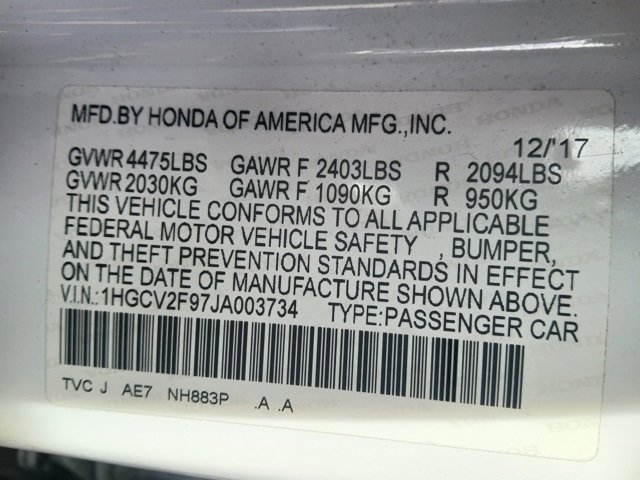 MFD.BY HONDA OF AMERICA MFG.,INC.
12/'17
GVWR 4475LBS GAWR F 2403LBS R 2094LBS
GVWR 2030KG GAWR F 1090KG R 950KG
THIS VEHICLE CONFORMS TO ALL APPLICABLE
FEDERAL MOTOR VEHICLE SAFETY , BUMPER,
AND THEFT PREVENTION STANDARDS IN EFFECT
ON THE DATE OF MANUFACTURE SHOWN ABOVE.
V.I.N.:1HGCV2F97JA003734 TYPE:PASSENGER CAR
TVC J AE7 NH883P .A .A